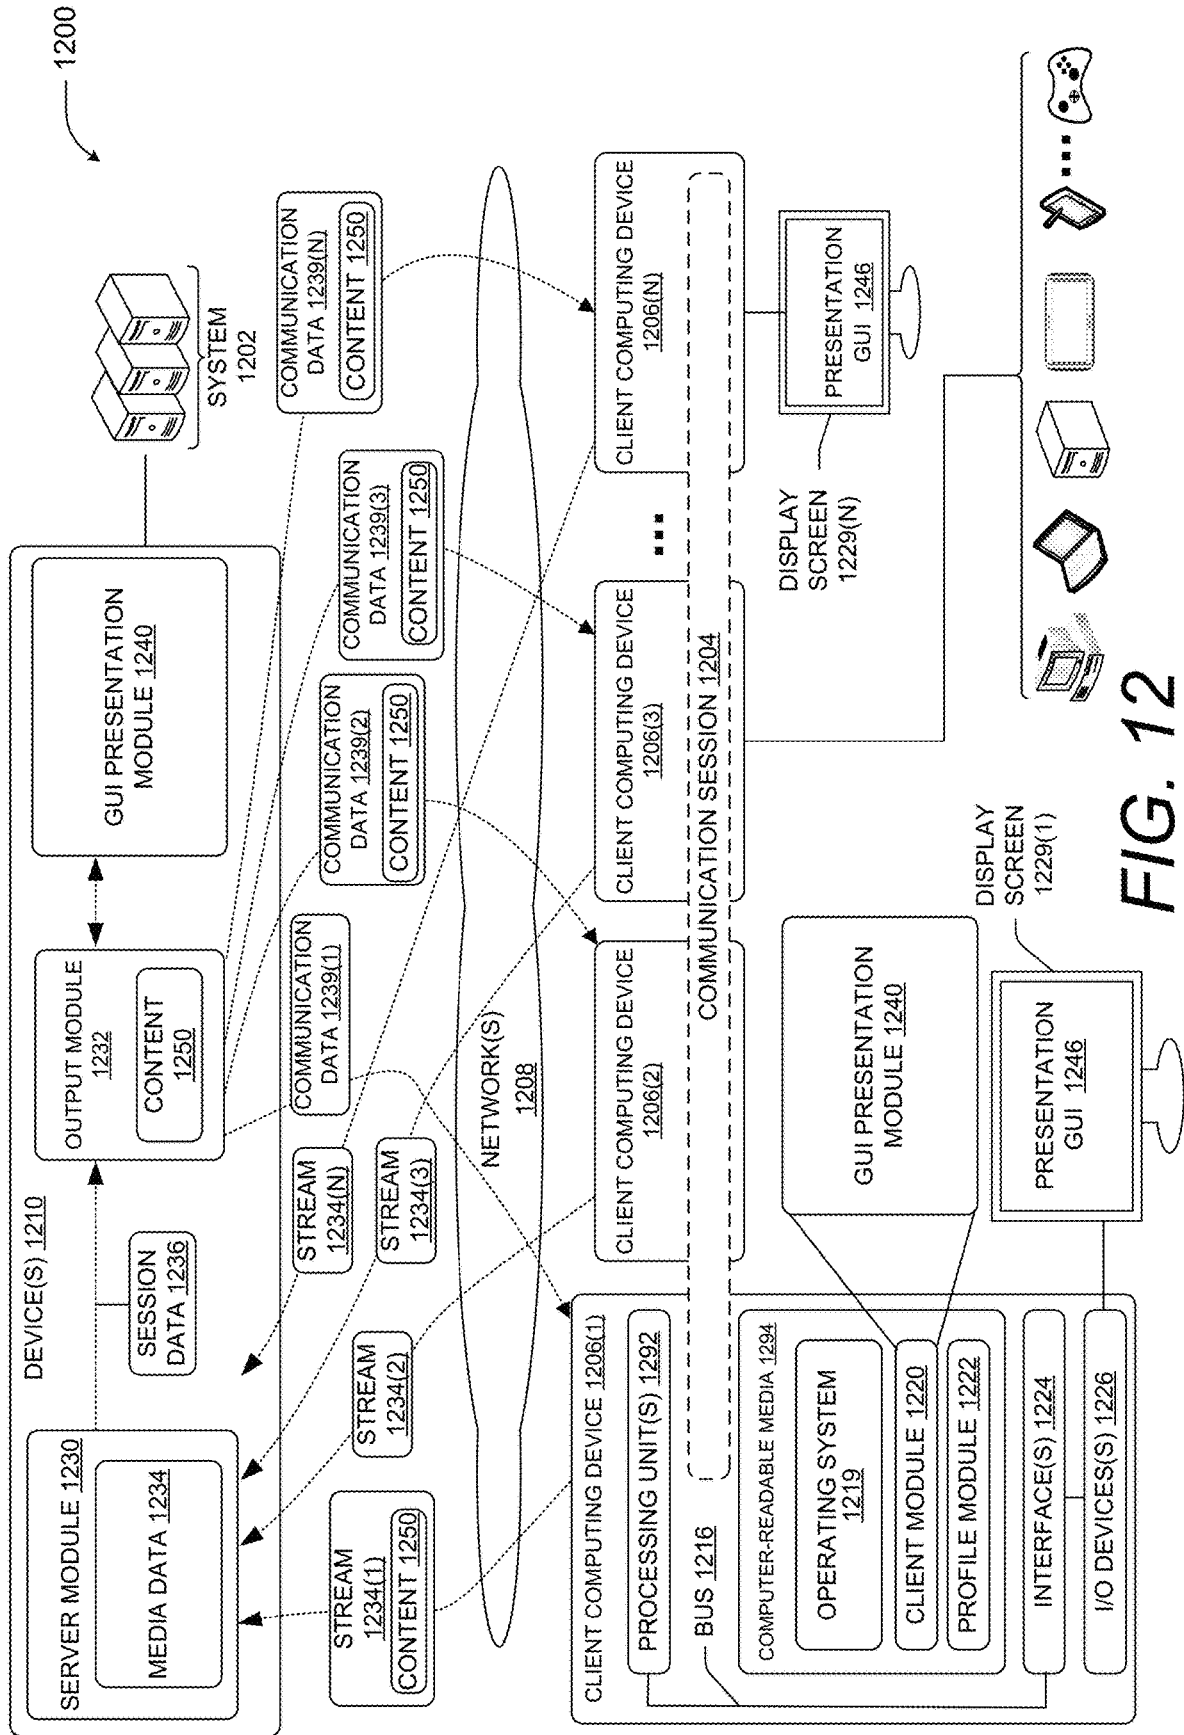 1200
DEVICE(S) 1210
SERVER MODULE 1230
MEDIA DATA 1234
SESSION
DATA 1236
OUTPUT MODULE
1232
CONTENT
1250
GUI PRESENTATION
MODULE 1240
SYSTEM
1202
STREAM
1234(1)
CONTENT 1250
STREAM
1234(2)
STREAM
1234(N)
STREAM
1234(3)
COMMUNICATION
DATA 1239(1)
COMMUNICATION
DATA 1239(2)
CONTENT 1250
COMMUNICATION
DATA 1239(3)
CONTENT 1250
COMMUNICATION
DATA 1239(N)
CONTENT 1250
NETWORK(S)
1208
CLIENT COMPUTING DEVICE 1206(1)
PROCESSING UNIT(S) 1292
BUS 1216
COMPUTER-READABLE MEDIA 1294
OPERATING SYSTEM
1219
CLIENT MODULE 1220
PROFILE MODULE 1222
INTERFACE(S) 1224
I/O DEVICES(S) 1226
CLIENT COMPUTING DEVICE
1206(2)
CLIENT COMPUTING DEVICE
1206(3)
CLIENT COMPUTING DEVICE
1206(N)
COMMUNICATION SESSION 1204
GUI PRESENTATION
MODULE 1240
DISPLAY
SCREEN
1229(1)
PRESENTATION
GUI 1246
DISPLAY
SCREEN
1229(N)
PRESENTATION
GUI 1246
FIG. 12